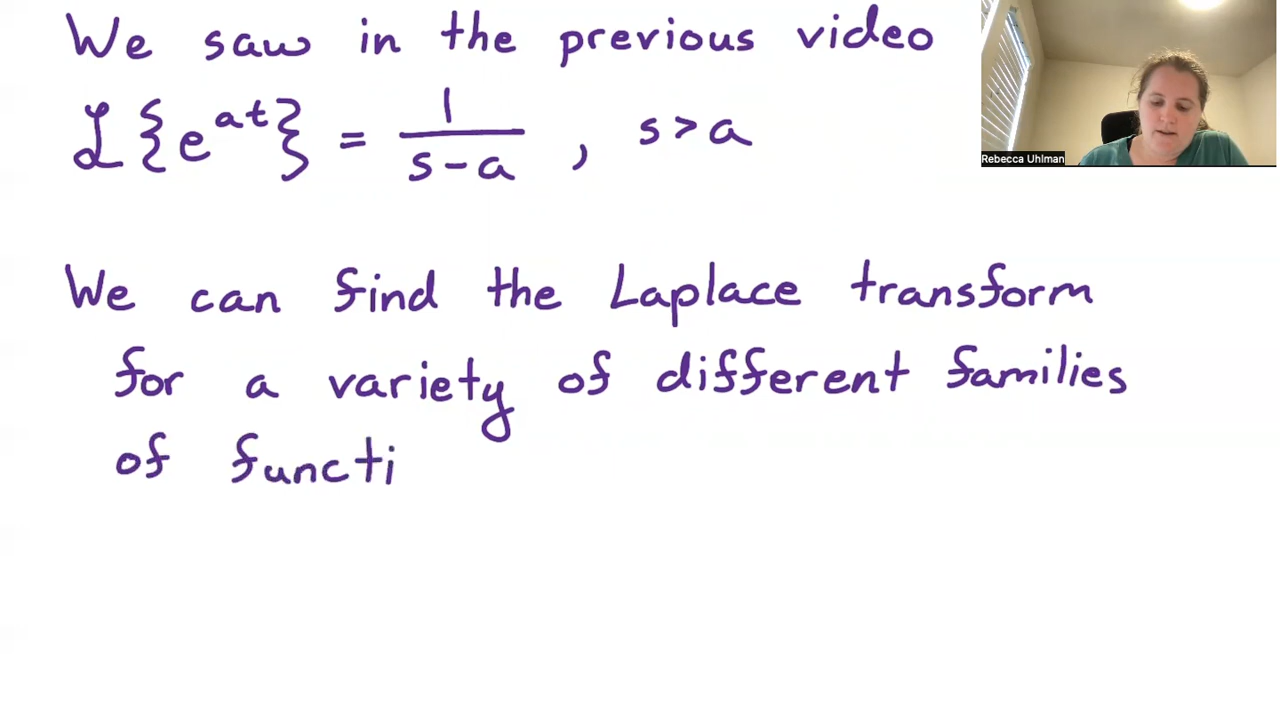 We saw in the previous video
ℒ{e^{at}} = 1/(s-a) , s>a
Rebecca Uhlman
We can find the Laplace transform
for a variety of different families
of functi